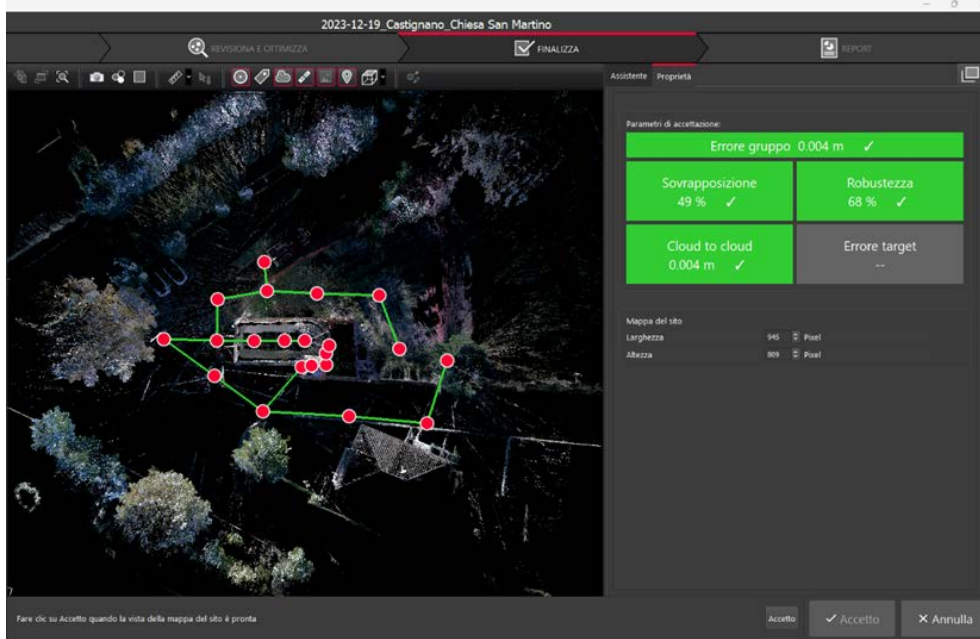 2023-12-19_Castignano_Chiesa San Martino
REVISIONA E OTTIMIZZA
FINALIZZA
REPORT
Assistente Proprietà
Parametri di accettazione:
Errore gruppo 0.004 m ✓
Sovrapposizione
49 % ✓
Robustezza
68 % ✓
Cloud to cloud
0.004 m ✓
Errore target
--
Mappa del sito
Larghezza 945 Pixel
Altezza 809 Pixel
Fare clic su Accetto quando la vista della mappa del sito è pronta
Accetto
✓ Accetto
✕ Annulla